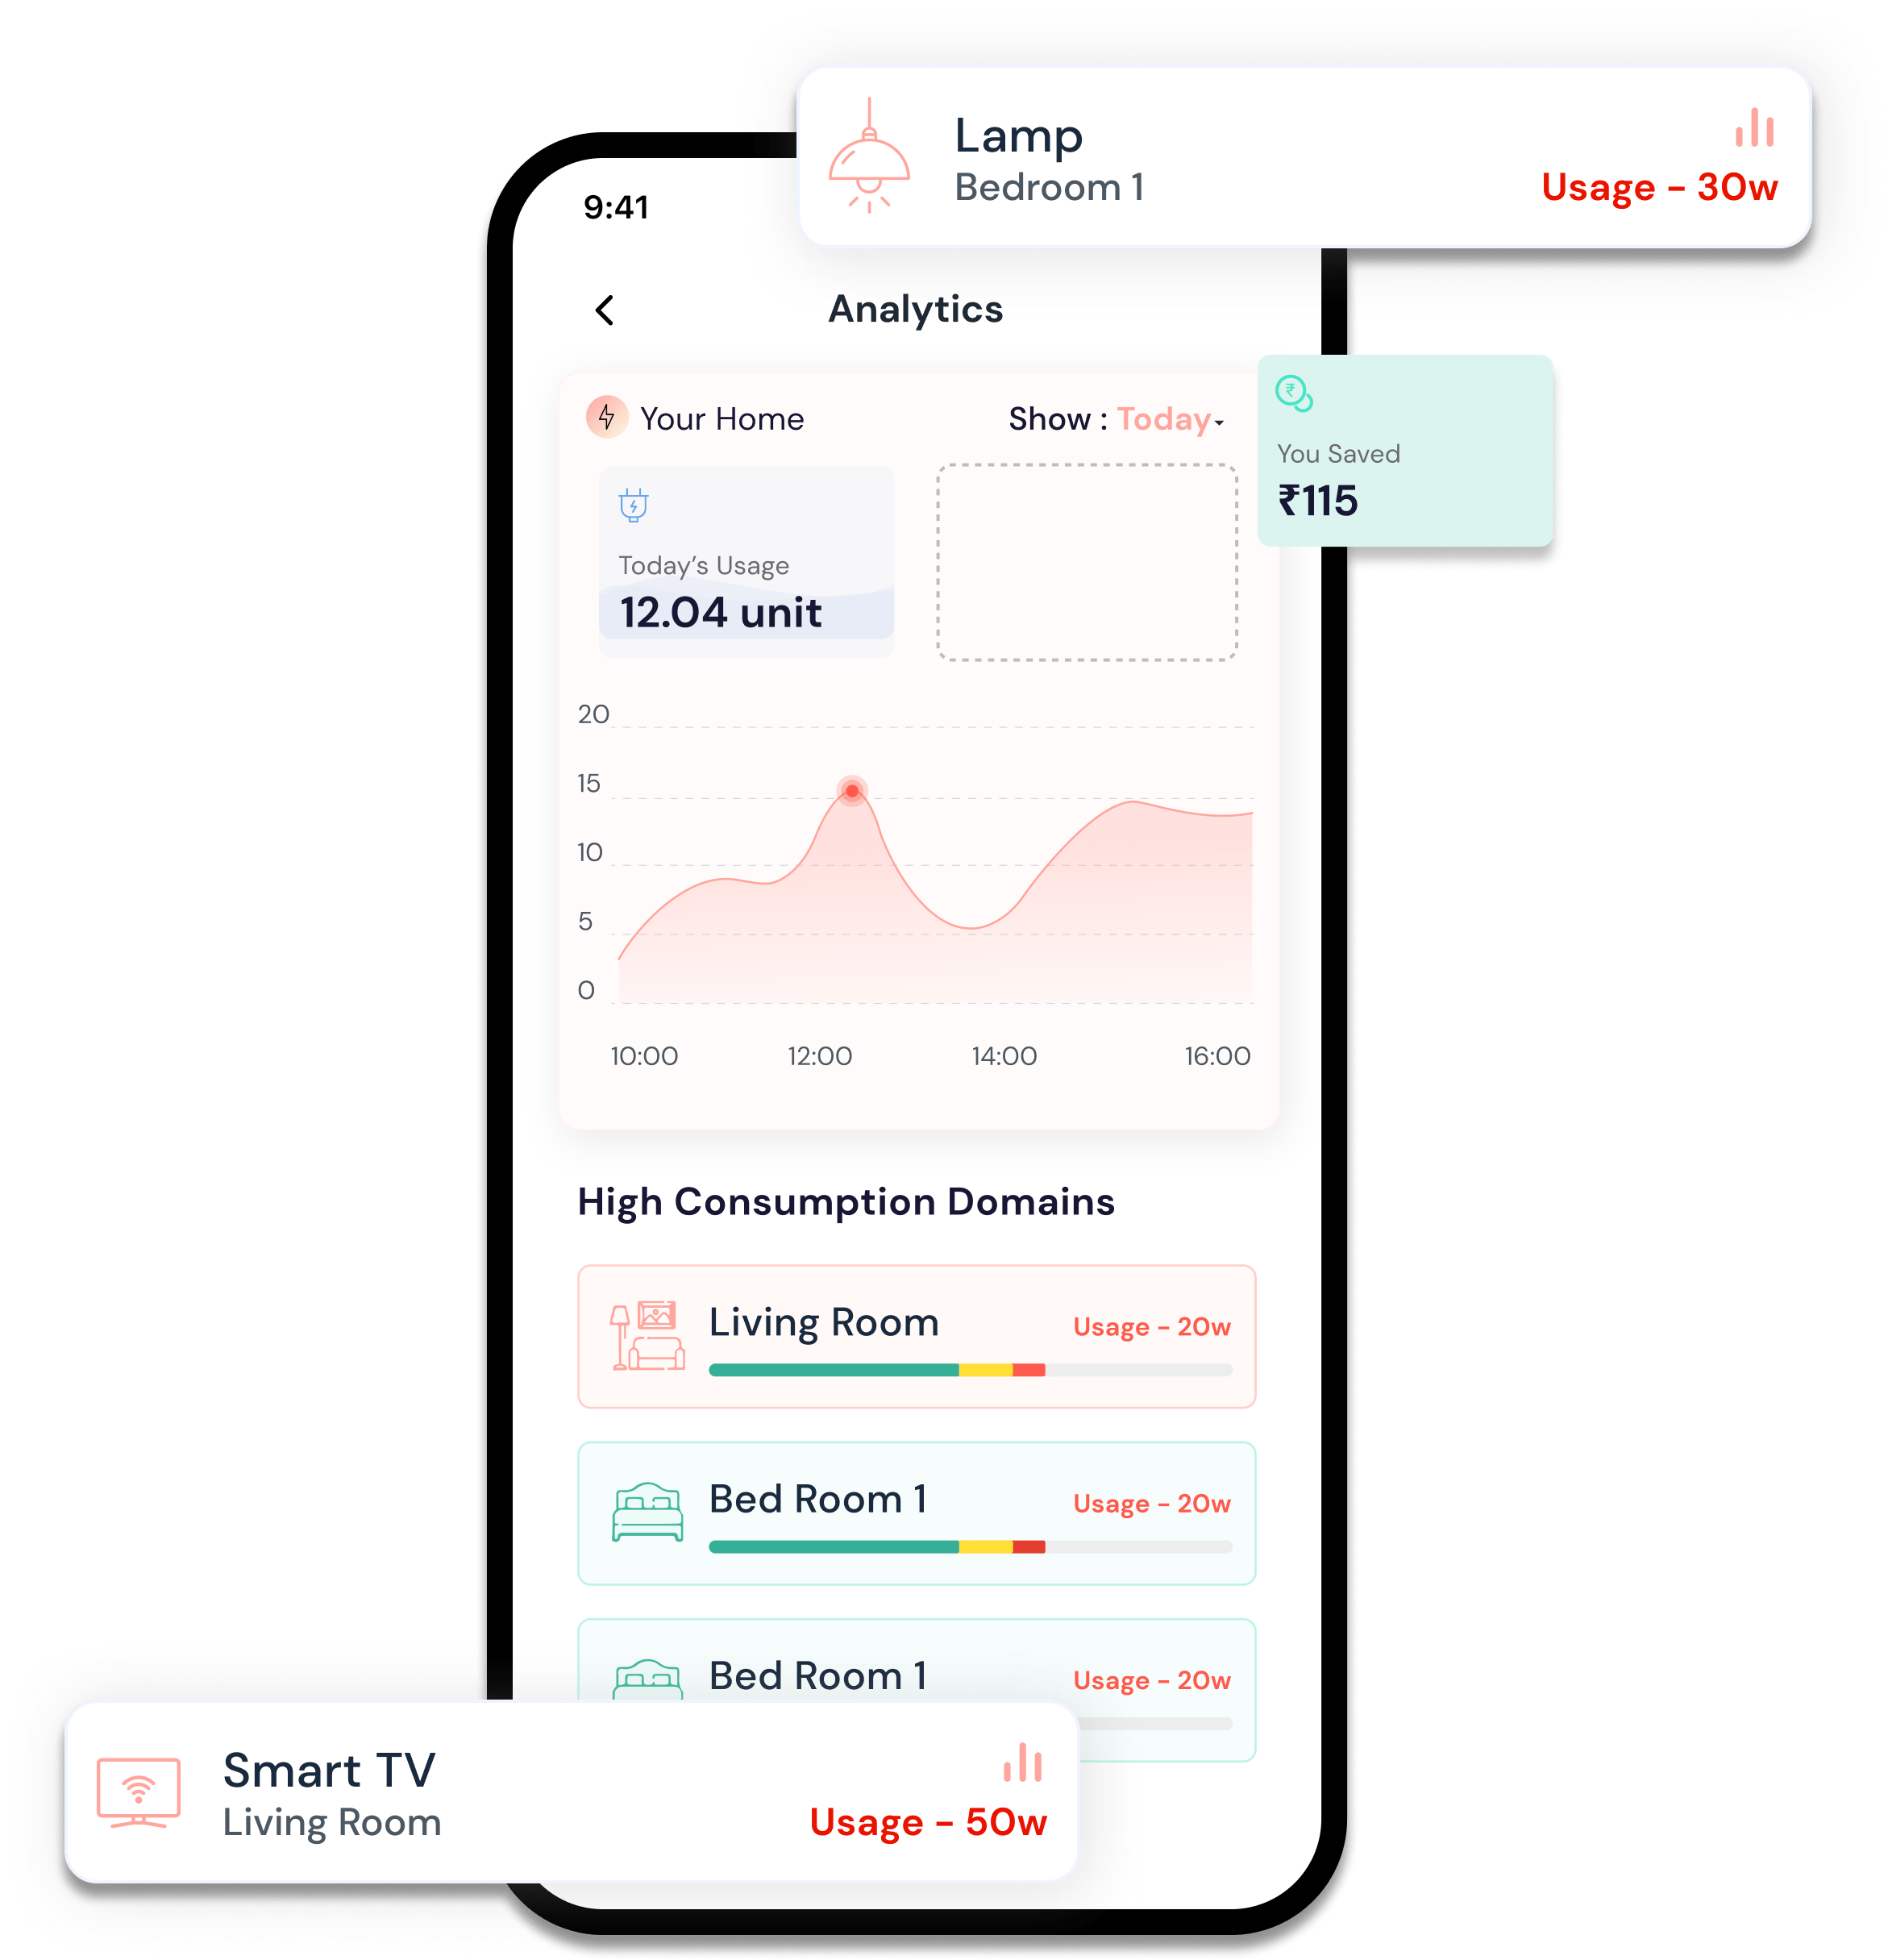 Lamp
Bedroom 1
Usage - 30w
9:41
Analytics
Your Home
Show : Today
You Saved
₹115
Today’s Usage
12.04 unit
20
15
10
5
0
10:00 12:00 14:00 16:00
High Consumption Domains
Living Room
Usage - 20w
Bed Room 1
Usage - 20w
Bed Room 1
Usage - 20w
Smart TV
Living Room
Usage - 50w